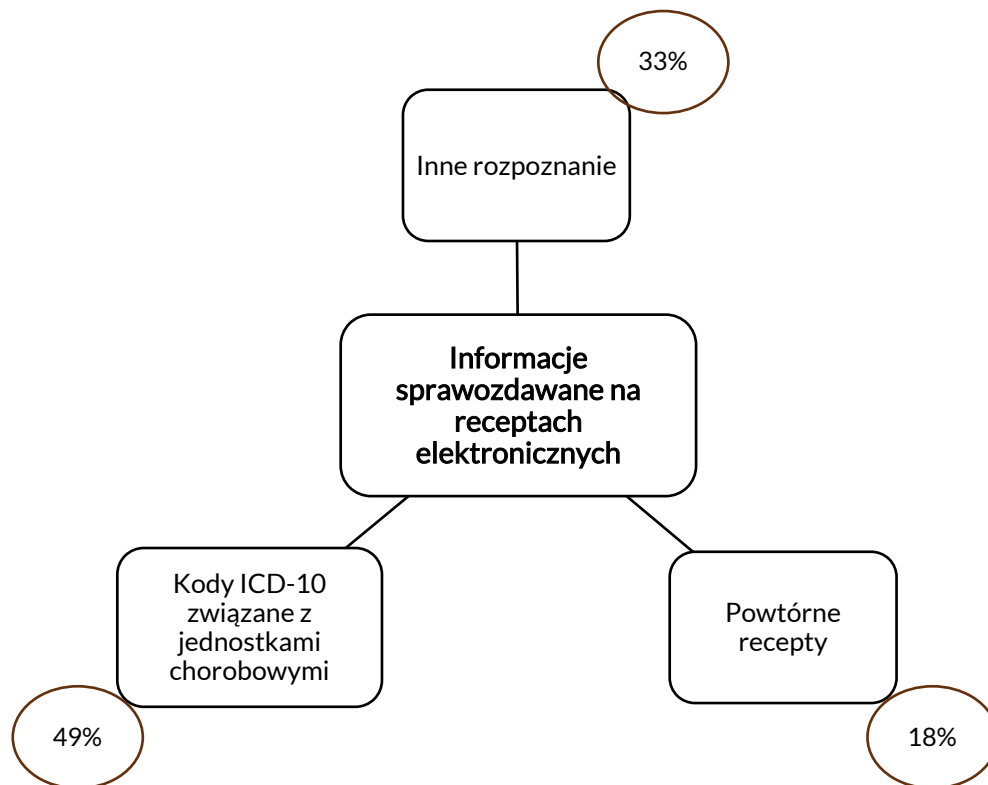 33%
Inne rozpoznanie
Informacje
sprawozdawane na
receptach
elektronicznych
Kody ICD-10
związane z
jednostkami
chorobowymi
49%
Powtórne
recepty
18%